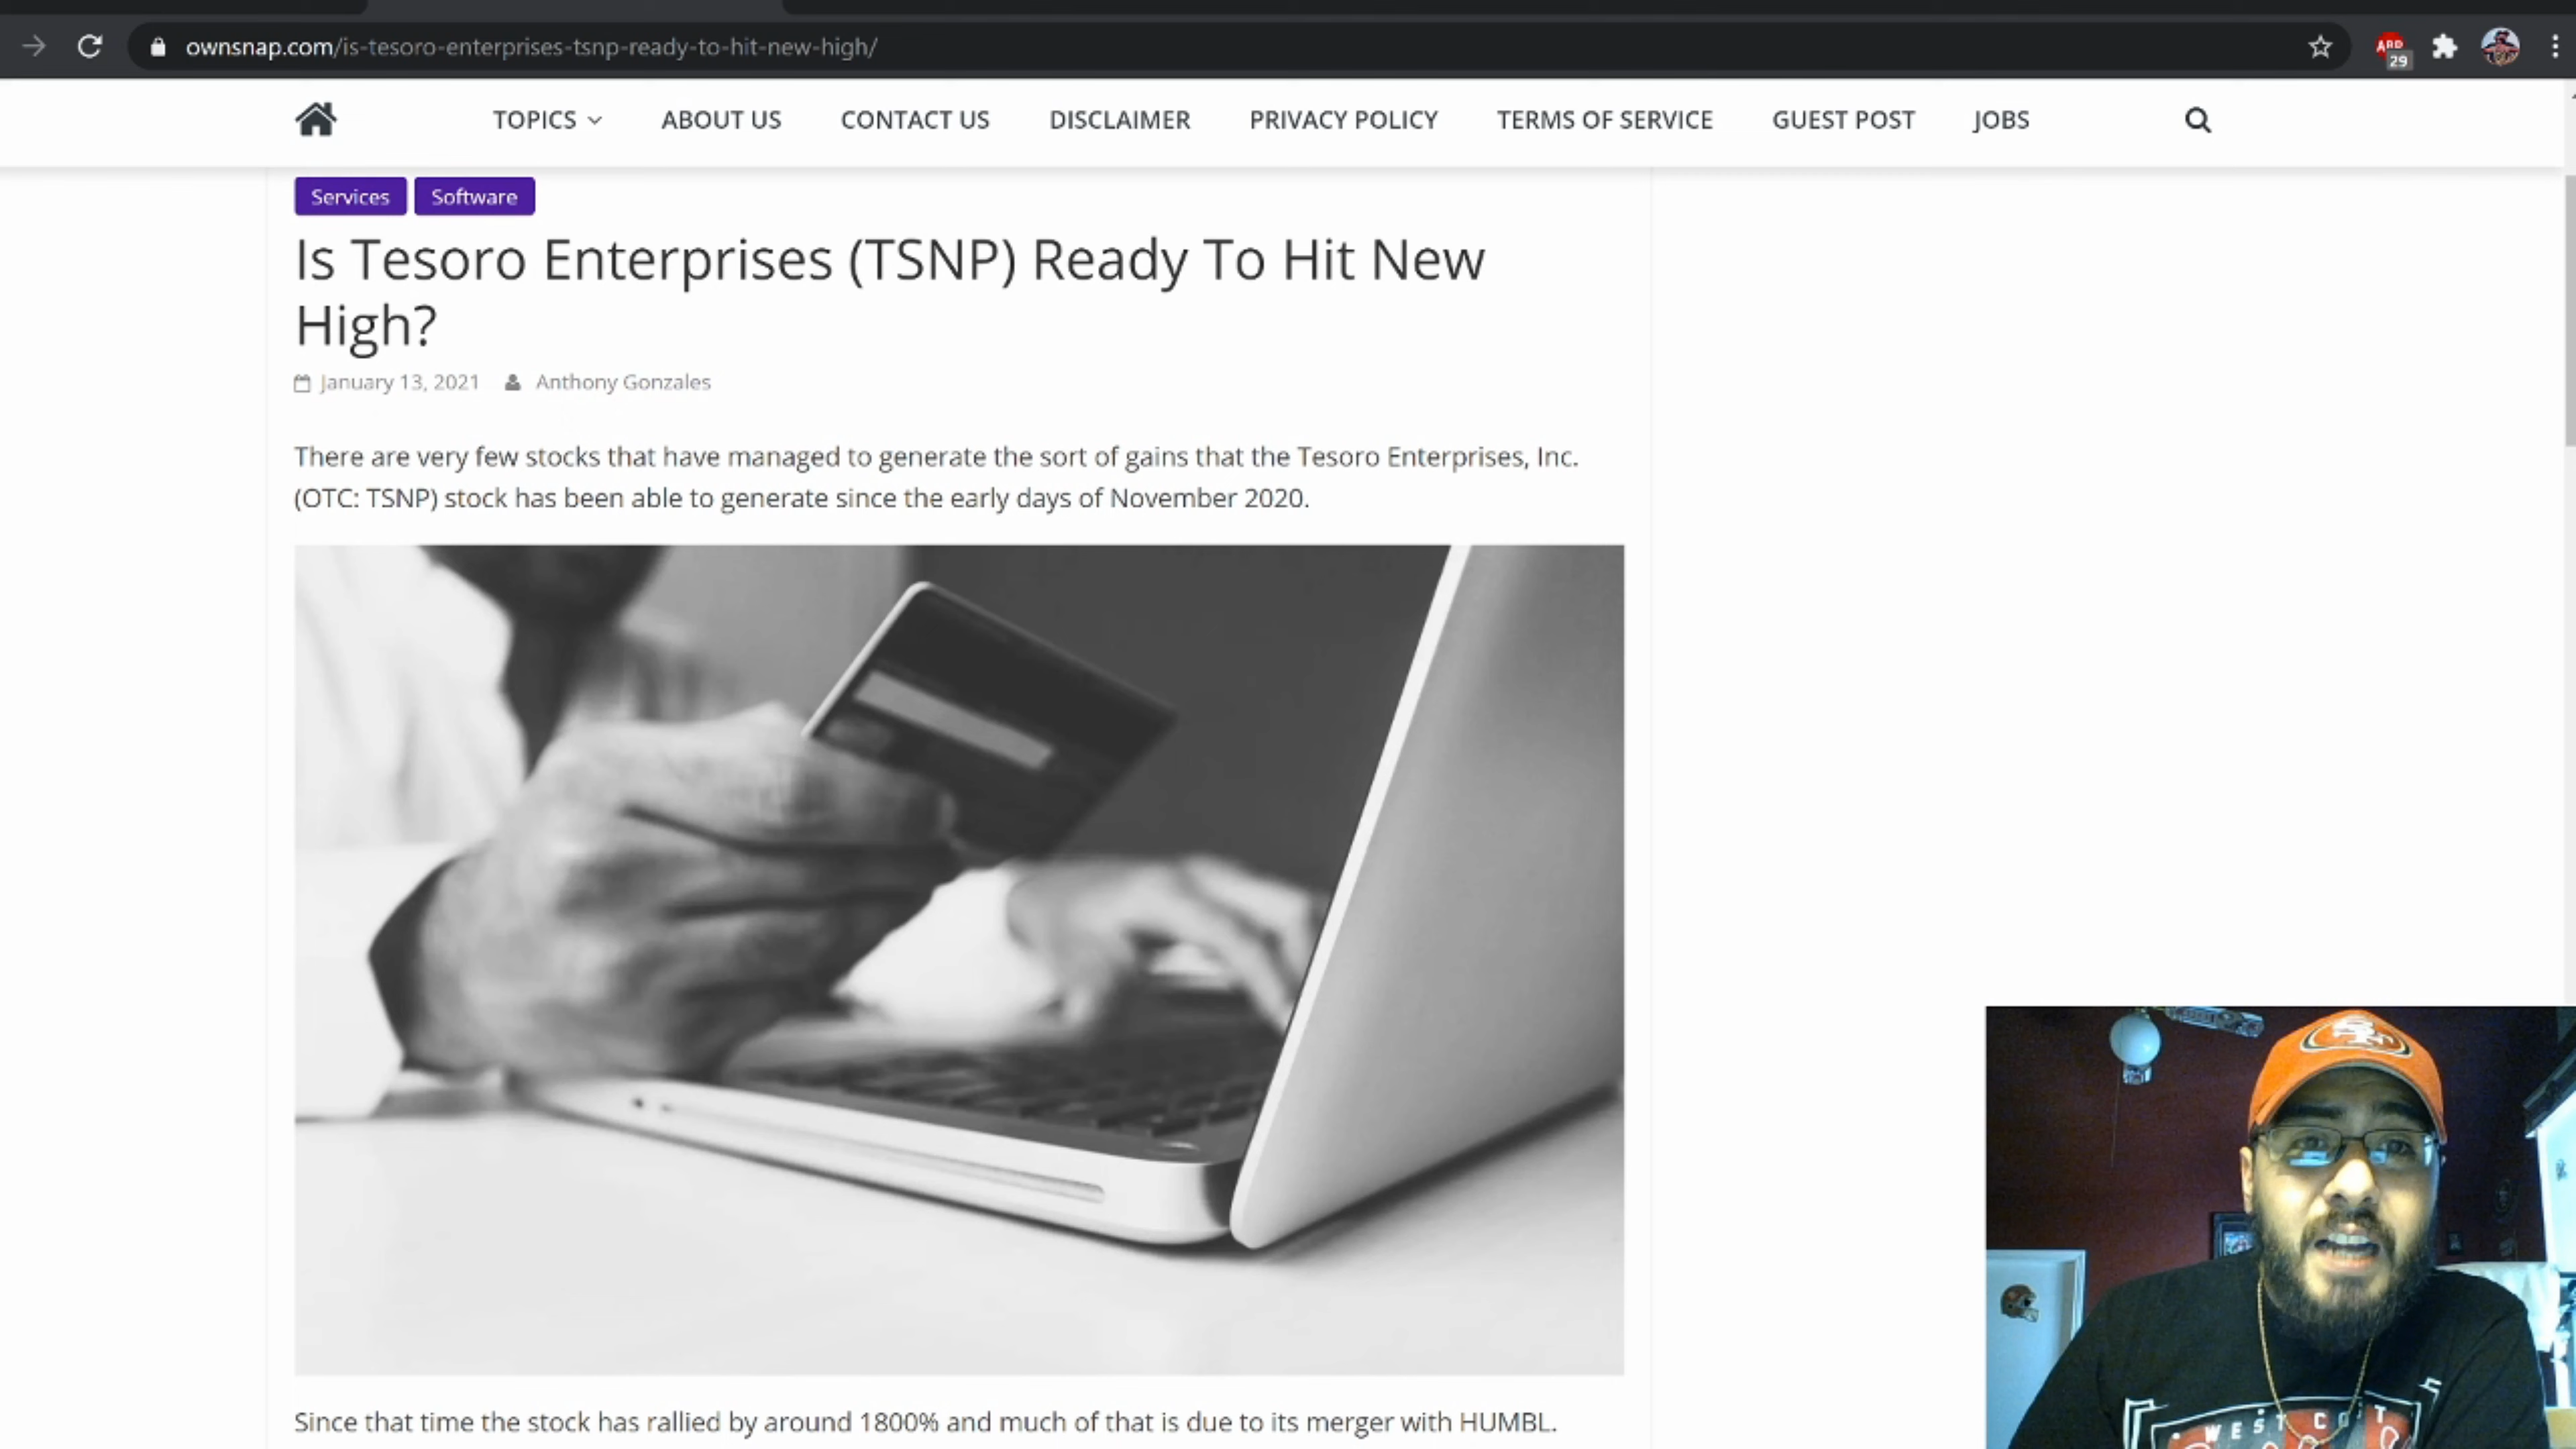 ownsnap.com/is-tesoro-enterprises-tsnp-ready-to-hit-new-high/
ABP
29
TOPICS ABOUT US CONTACT US DISCLAIMER PRIVACY POLICY TERMS OF SERVICE GUEST POST JOBS
Services Software
Is Tesoro Enterprises (TSNP) Ready To Hit New
High?
January 13, 2021 Anthony Gonzales
There are very few stocks that have managed to generate the sort of gains that the Tesoro Enterprises, Inc.
(OTC: TSNP) stock has been able to generate since the early days of November 2020.
SF
Since that time the stock has rallied by around 1800% and much of that is due to its merger with HUMBL.
WEST COAST